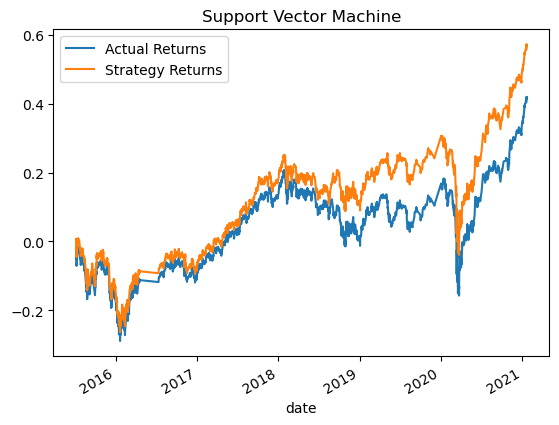 Support Vector Machine
Actual Returns
Strategy Returns
0.6
0.4
0.2
0.0
−0.2
2016
2017
2018
2019
2020
2021
date